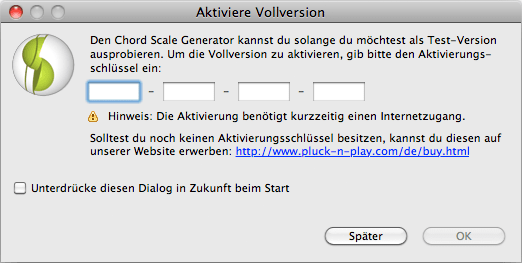 Aktiviere Vollversion
Den Chord Scale Generator kannst du solange du möchtest als Test-Version
ausprobieren. Um die Vollversion zu aktivieren, gib bitte den Aktivierungs-
schlüssel ein:
- - -
Hinweis: Die Aktivierung benötigt kurzzeitig einen Internetzugang.
Solltest du noch keinen Aktivierungsschlüssel besitzen, kannst du diesen auf
unserer Website erwerben: http://www.pluck-n-play.com/de/buy.html
Unterdrücke diesen Dialog in Zukunft beim Start
Später OK